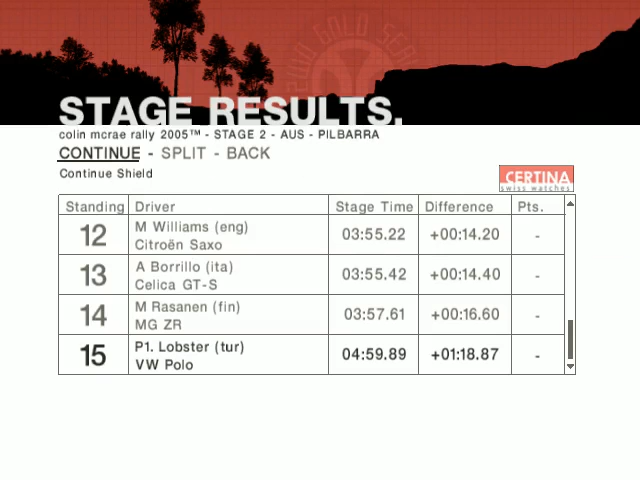 STAGE RESULTS.
colin mcrae rally 2005™ - STAGE 2 - AUS - PILBARRA
CONTINUE - SPLIT - BACK
Continue Shield
CERTINA
swiss watches
Standing Driver Stage Time Difference Pts.
12 M Williams (eng) Citroën Saxo 03:55.22 +00:14.20 -
13 A Borrillo (ita) Celica GT-S 03:55.42 +00:14.40 -
14 M Rasanen (fin) MG ZR 03:57.61 +00:16.60 -
15 P1. Lobster (tur) VW Polo 04:59.89 +01:18.87 -